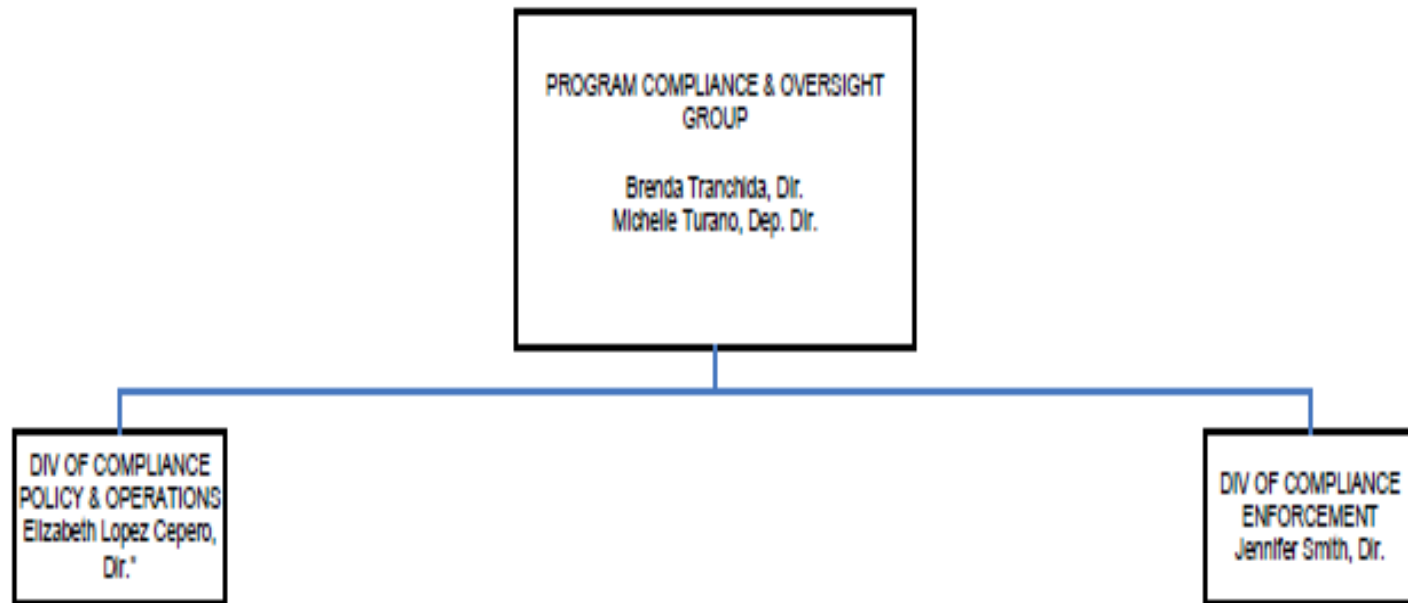 PROGRAM COMPLIANCE & OVERSIGHT
GROUP
Brenda Tranchida, Dir.
Michelle Turano, Dep. Dir.
DIV OF COMPLIANCE
POLICY & OPERATIONS
Elizabeth Lopez Cepero,
Dir.*
DIV OF COMPLIANCE
ENFORCEMENT
Jennifer Smith, Dir.